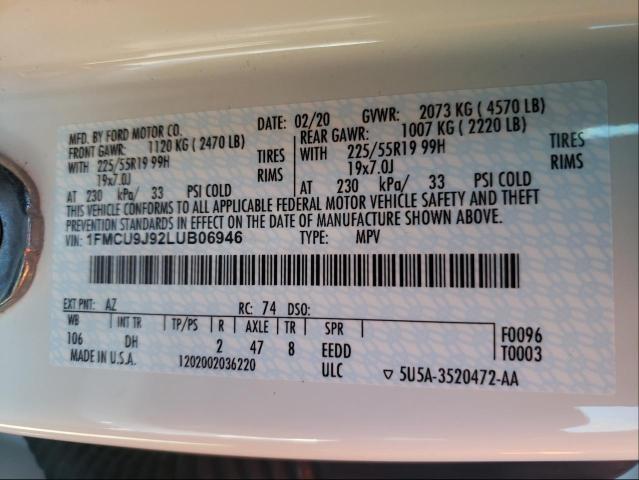 MFD. BY FORD MOTOR CO. DATE: 02/20 GVWR: 2073 KG ( 4570 LB)
FRONT GAWR: 1120 KG ( 2470 LB) REAR GAWR: 1007 KG ( 2220 LB)
WITH 225/55R19 99H TIRES WITH 225/55R19 99H TIRES
19x7.0J RIMS 19x7.0J RIMS
AT 230 kPa/ 33 PSI COLD AT 230 kPa/ 33 PSI COLD
THIS VEHICLE CONFORMS TO ALL APPLICABLE FEDERAL MOTOR VEHICLE SAFETY AND THEFT
PREVENTION STANDARDS IN EFFECT ON THE DATE OF MANUFACTURE SHOWN ABOVE.
VIN: 1FMCU9J92LUB06946 TYPE: MPV
EXT PNT: AZ RC: 74 DSO:
WB INT TR TP/PS R AXLE TR SPR F0096
106 DH 2 47 8 EEDD T0003
MADE IN U.S.A. 1202002036220 ULC ▽ 5U5A-3520472-AA